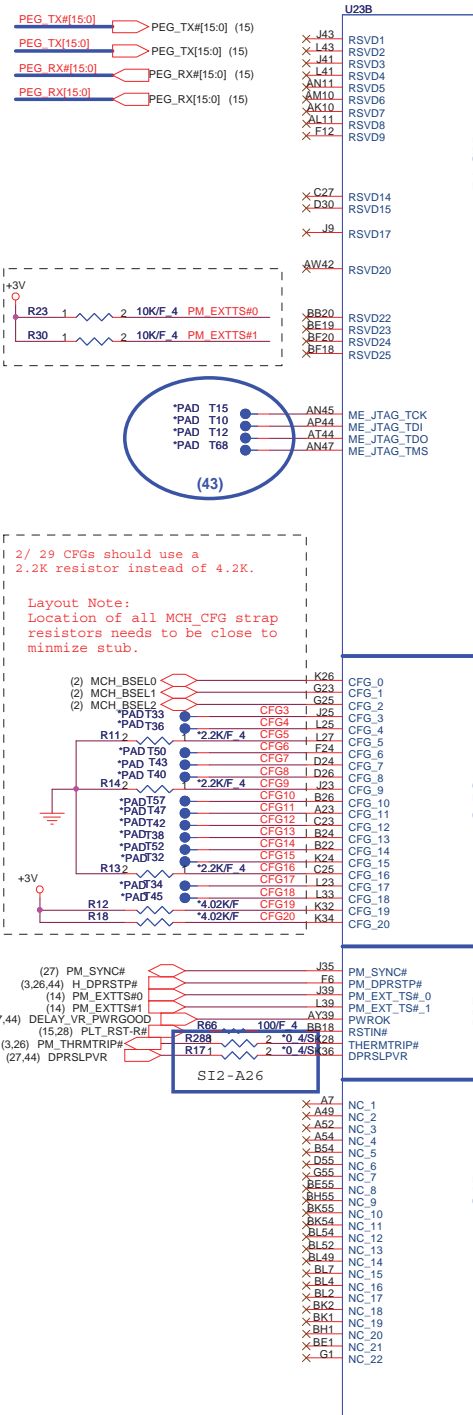 U23B
PEG_TX#[15:0] PEG_TX#[15:0] (15)
PEG_TX[15:0] PEG_TX[15:0] (15)
PEG_RX#[15:0] PEG_RX#[15:0] (15)
PEG_RX[15:0] PEG_RX[15:0] (15)
J43 RSVD1
L43 RSVD2
J41 RSVD3
L41 RSVD4
AN11 RSVD5
AM10 RSVD6
AK10 RSVD7
AL11 RSVD8
F12 RSVD9
C27 RSVD14
D30 RSVD15
J9 RSVD17
AW42 RSVD20
+3V
R23 1 2 10K/F_4 PM_EXTTS#0
R30 1 2 10K/F_4 PM_EXTTS#1
BB20 RSVD22
BE19 RSVD23
BF20 RSVD24
BF18 RSVD25
*PAD T15 AN45 ME_JTAG_TCK
*PAD T10 AP44 ME_JTAG_TDI
*PAD T12 AT44 ME_JTAG_TDO
*PAD T68 AN47 ME_JTAG_TMS
(43)
2/ 29 CFGs should use a
2.2K resistor instead of 4.2K.
Layout Note:
Location of all MCH_CFG strap
resistors needs to be close to
minmize stub.
(2) MCH_BSEL0 K26 CFG_0
(2) MCH_BSEL1 G23 CFG_1
(2) MCH_BSEL2 G25 CFG_2
*PAD T33 CFG3 J25 CFG_3
*PAD T36 CFG4 L25 CFG_4
R11 2 *2.2K/F_4 CFG5 L27 CFG_5
*PAD T50 CFG6 F24 CFG_6
*PAD T43 CFG7 D24 CFG_7
*PAD T40 CFG8 D26 CFG_8
R14 2 *2.2K/F_4 CFG9 J23 CFG_9
*PAD T57 CFG10 B26 CFG_10
*PAD T47 CFG11 A23 CFG_11
*PAD T42 CFG12 C23 CFG_12
*PAD T38 CFG13 B24 CFG_13
*PAD T52 CFG14 B22 CFG_14
*PAD T32 CFG15 K24 CFG_15
R13 2 *2.2K/F_4 CFG16 C25 CFG_16
*PAD T34 CFG17 L23 CFG_17
*PAD T45 CFG18 L33 CFG_18
+3V
R12 *4.02K/F CFG19 K32 CFG_19
R18 *4.02K/F CFG20 K34 CFG_20
(27) PM_SYNC# J35 PM_SYNC#
(3,26,44) H_DPRSTP# F6 PM_DPRSTP#
(14) PM_EXTTS#0 J39 PM_EXT_TS#_0
(14) PM_EXTTS#1 L39 PM_EXT_TS#_1
7,44) DELAY_VR_PWRGOOD AY39 PWROK
(15,28) PLT_RST-R# R66 100/F_4 BB18 RSTIN#
(3,26) PM_THRMTRIP# R288 2 *0_4/S K28 THERMTRIP#
(27,44) DPRSLPVR R17 1 2 *0_4/S K36 DPRSLPVR
SI2-A26
A7 NC_1
A49 NC_2
A52 NC_3
A54 NC_4
B54 NC_5
D55 NC_6
G55 NC_7
BE55 NC_8
BH55 NC_9
BK55 NC_10
BK54 NC_11
BL54 NC_12
BL52 NC_13
BL49 NC_14
BL7 NC_15
BL4 NC_16
BL2 NC_17
BK2 NC_18
BK1 NC_19
BH1 NC_20
BE1 NC_21
G1 NC_22